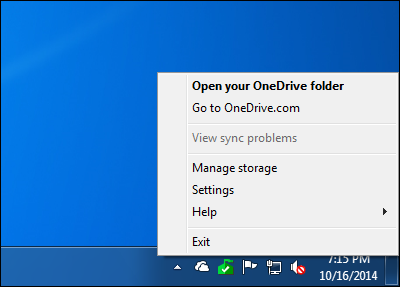 Open your OneDrive folder
Go to OneDrive.com
View sync problems
Manage storage
Settings
Help
Exit
7:15 PM
10/16/2014